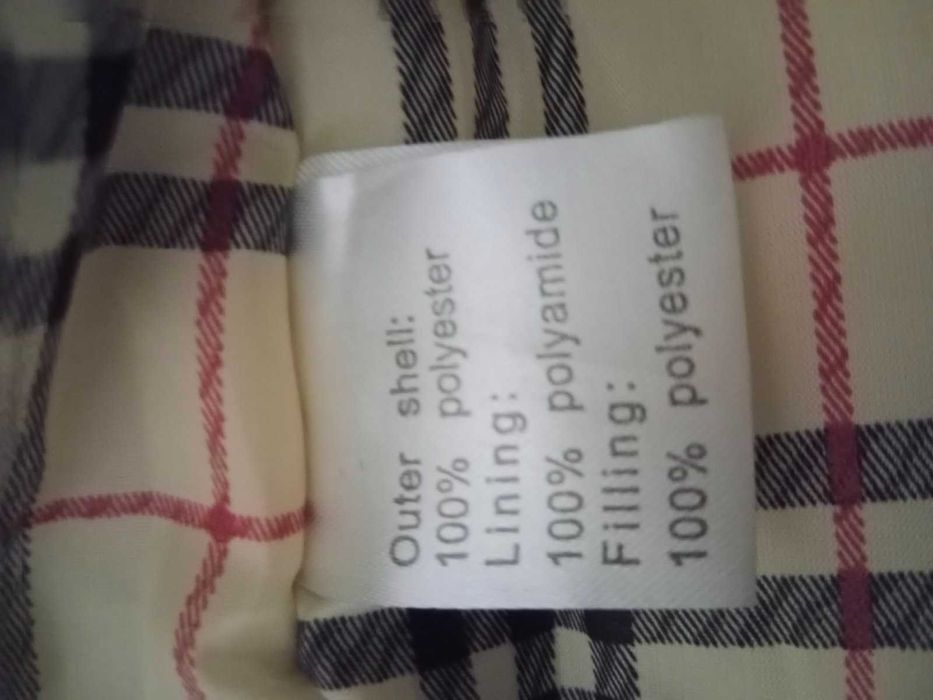 Outer shell:
100% polyester
Lining:
100% polyamide
Filling:
100% polyester